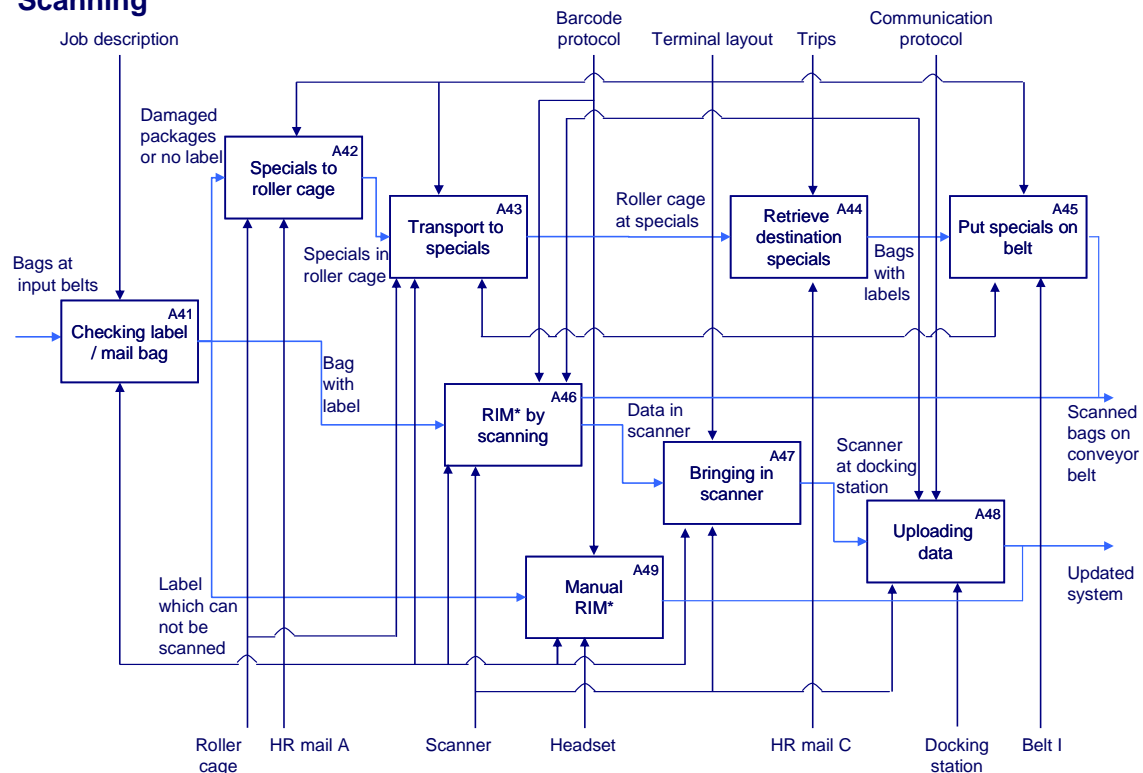 Scanning
Job description
Barcode
protocol
Terminal layout
Trips
Communication
protocol
Damaged
packages
or no label
A42
Specials to
roller cage
A43
Transport to
specials
Specials in
roller cage
Roller cage
at specials
A44
Retrieve
destination
specials
Bags
with
labels
A45
Put specials on
belt
Bags at
input belts
A41
Checking label
/ mail bag
Bag
with
label
A46
RIM* by
scanning
Data in
scanner
A47
Bringing in
scanner
Scanner
at docking
station
Scanned
bags on
conveyor
belt
A48
Uploading
data
Updated
system
Label
which can
not be
scanned
A49
Manual
RIM*
Roller
cage
HR mail A
Scanner
Headset
HR mail C
Docking
station
Belt I